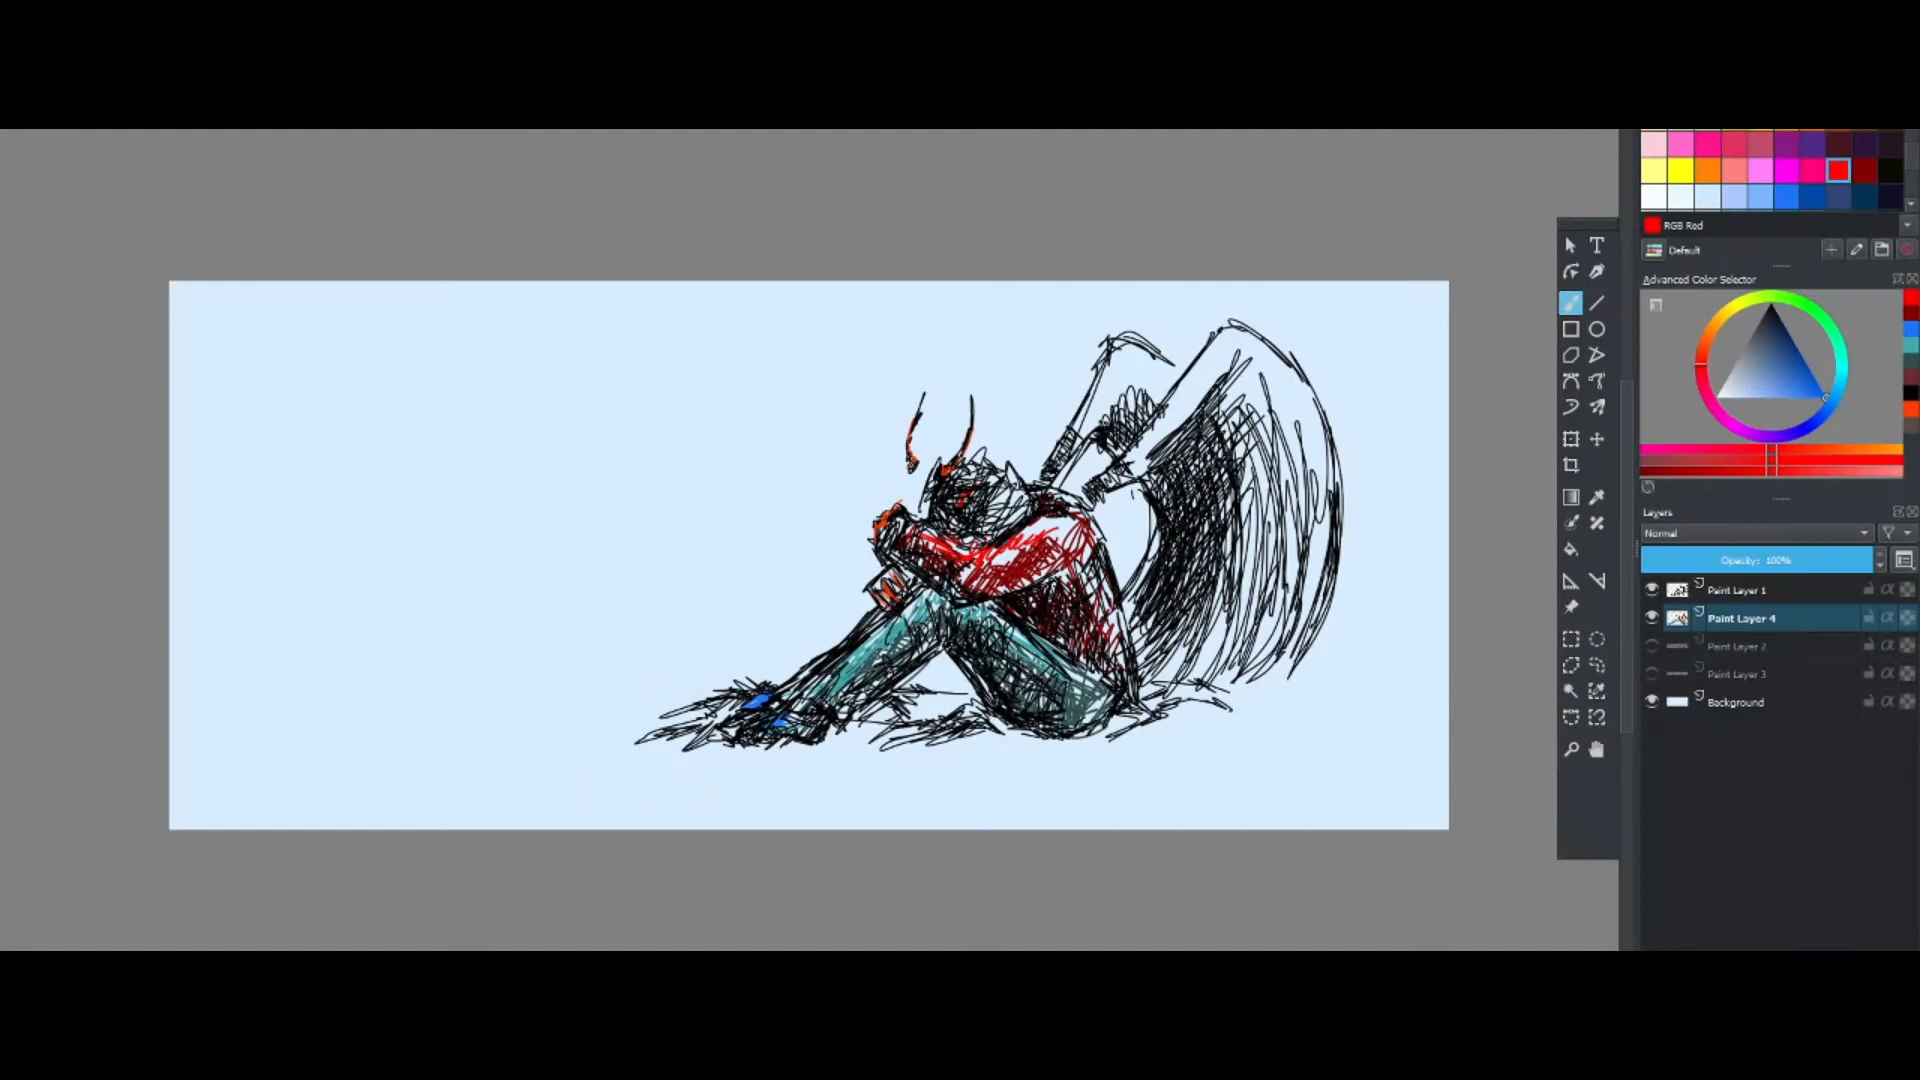 RGB Red
Default
Advanced Color Selector
Layers
Normal
Opacity: 100%
Paint Layer 1
Paint Layer 4
Paint Layer 2
Paint Layer 3
Background